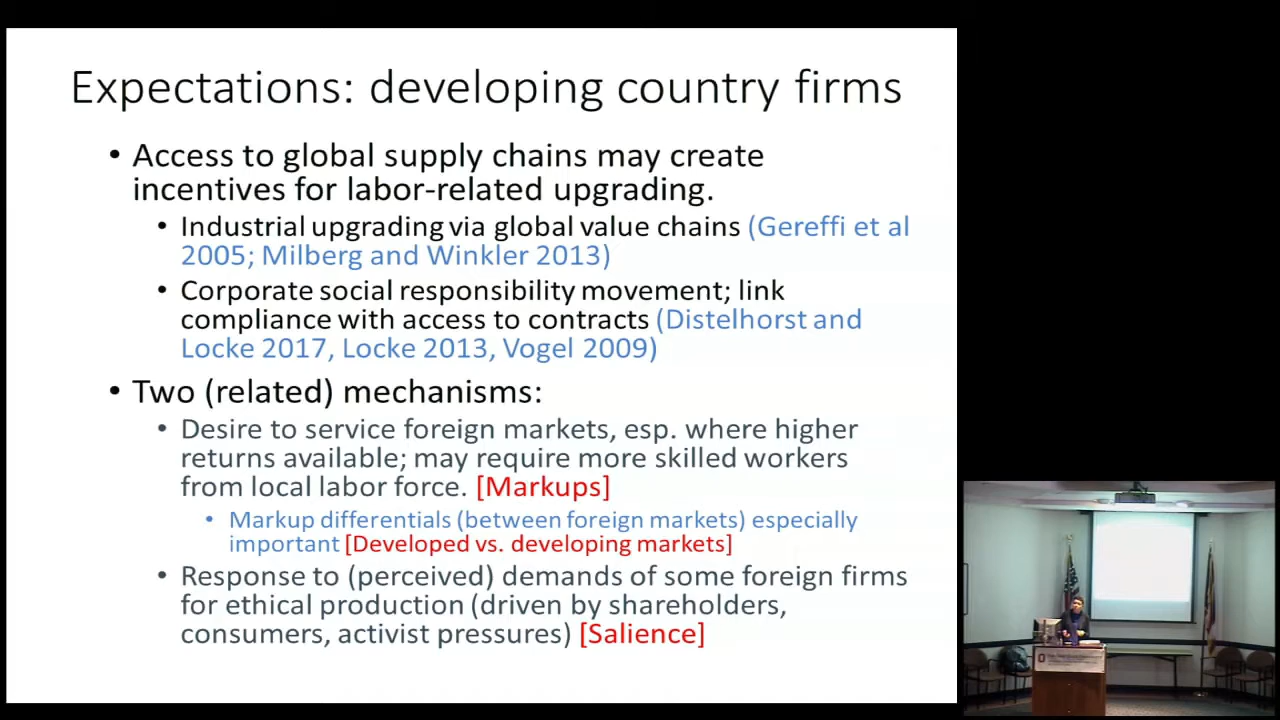 Expectations: developing country firms
• Access to global supply chains may create
incentives for labor-related upgrading.
• Industrial upgrading via global value chains (Gereffi et al
2005; Milberg and Winkler 2013)
• Corporate social responsibility movement; link
compliance with access to contracts (Distelhorst and
Locke 2017, Locke 2013, Vogel 2009)
• Two (related) mechanisms:
• Desire to service foreign markets, esp. where higher
returns available; may require more skilled workers
from local labor force. [Markups]
• Markup differentials (between foreign markets) especially
important [Developed vs. developing markets]
• Response to (perceived) demands of some foreign firms
for ethical production (driven by shareholders,
consumers, activist pressures) [Salience]